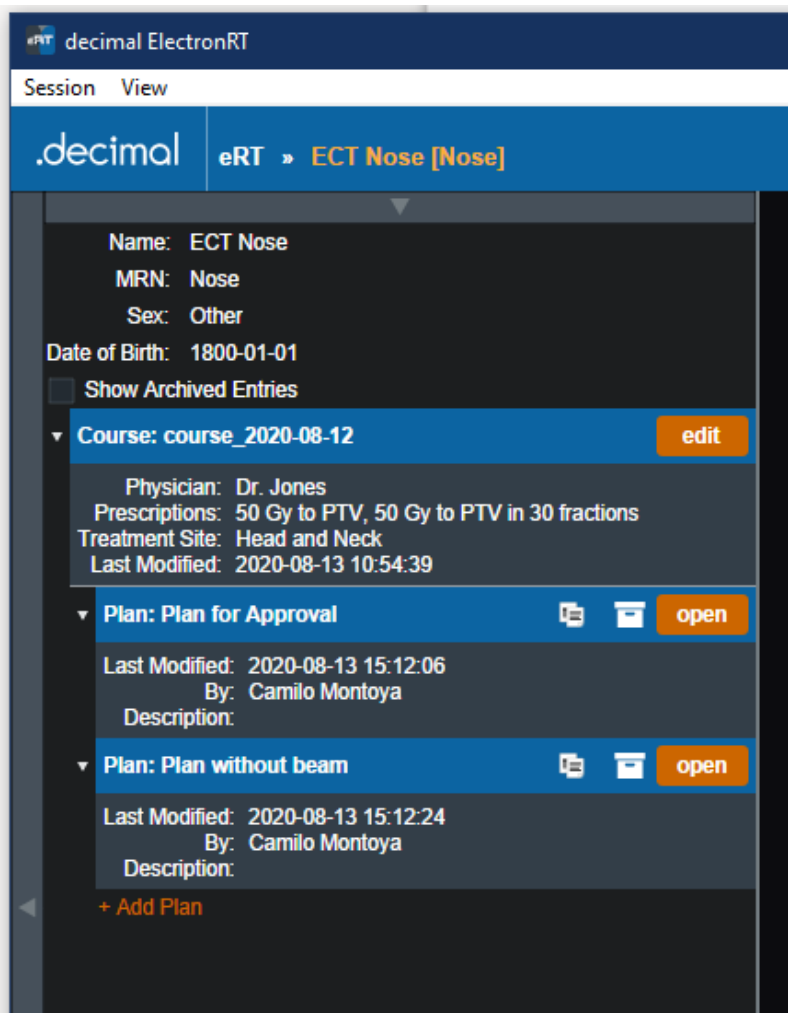 eRT decimal ElectronRT
Session View
.decimal eRT » ECT Nose [Nose]
Name: ECT Nose
MRN: Nose
Sex: Other
Date of Birth: 1800-01-01
Show Archived Entries
Course: course_2020-08-12 edit
Physician: Dr. Jones
Prescriptions: 50 Gy to PTV, 50 Gy to PTV in 30 fractions
Treatment Site: Head and Neck
Last Modified: 2020-08-13 10:54:39
Plan: Plan for Approval open
Last Modified: 2020-08-13 15:12:06
By: Camilo Montoya
Description:
Plan: Plan without beam open
Last Modified: 2020-08-13 15:12:24
By: Camilo Montoya
Description:
+ Add Plan